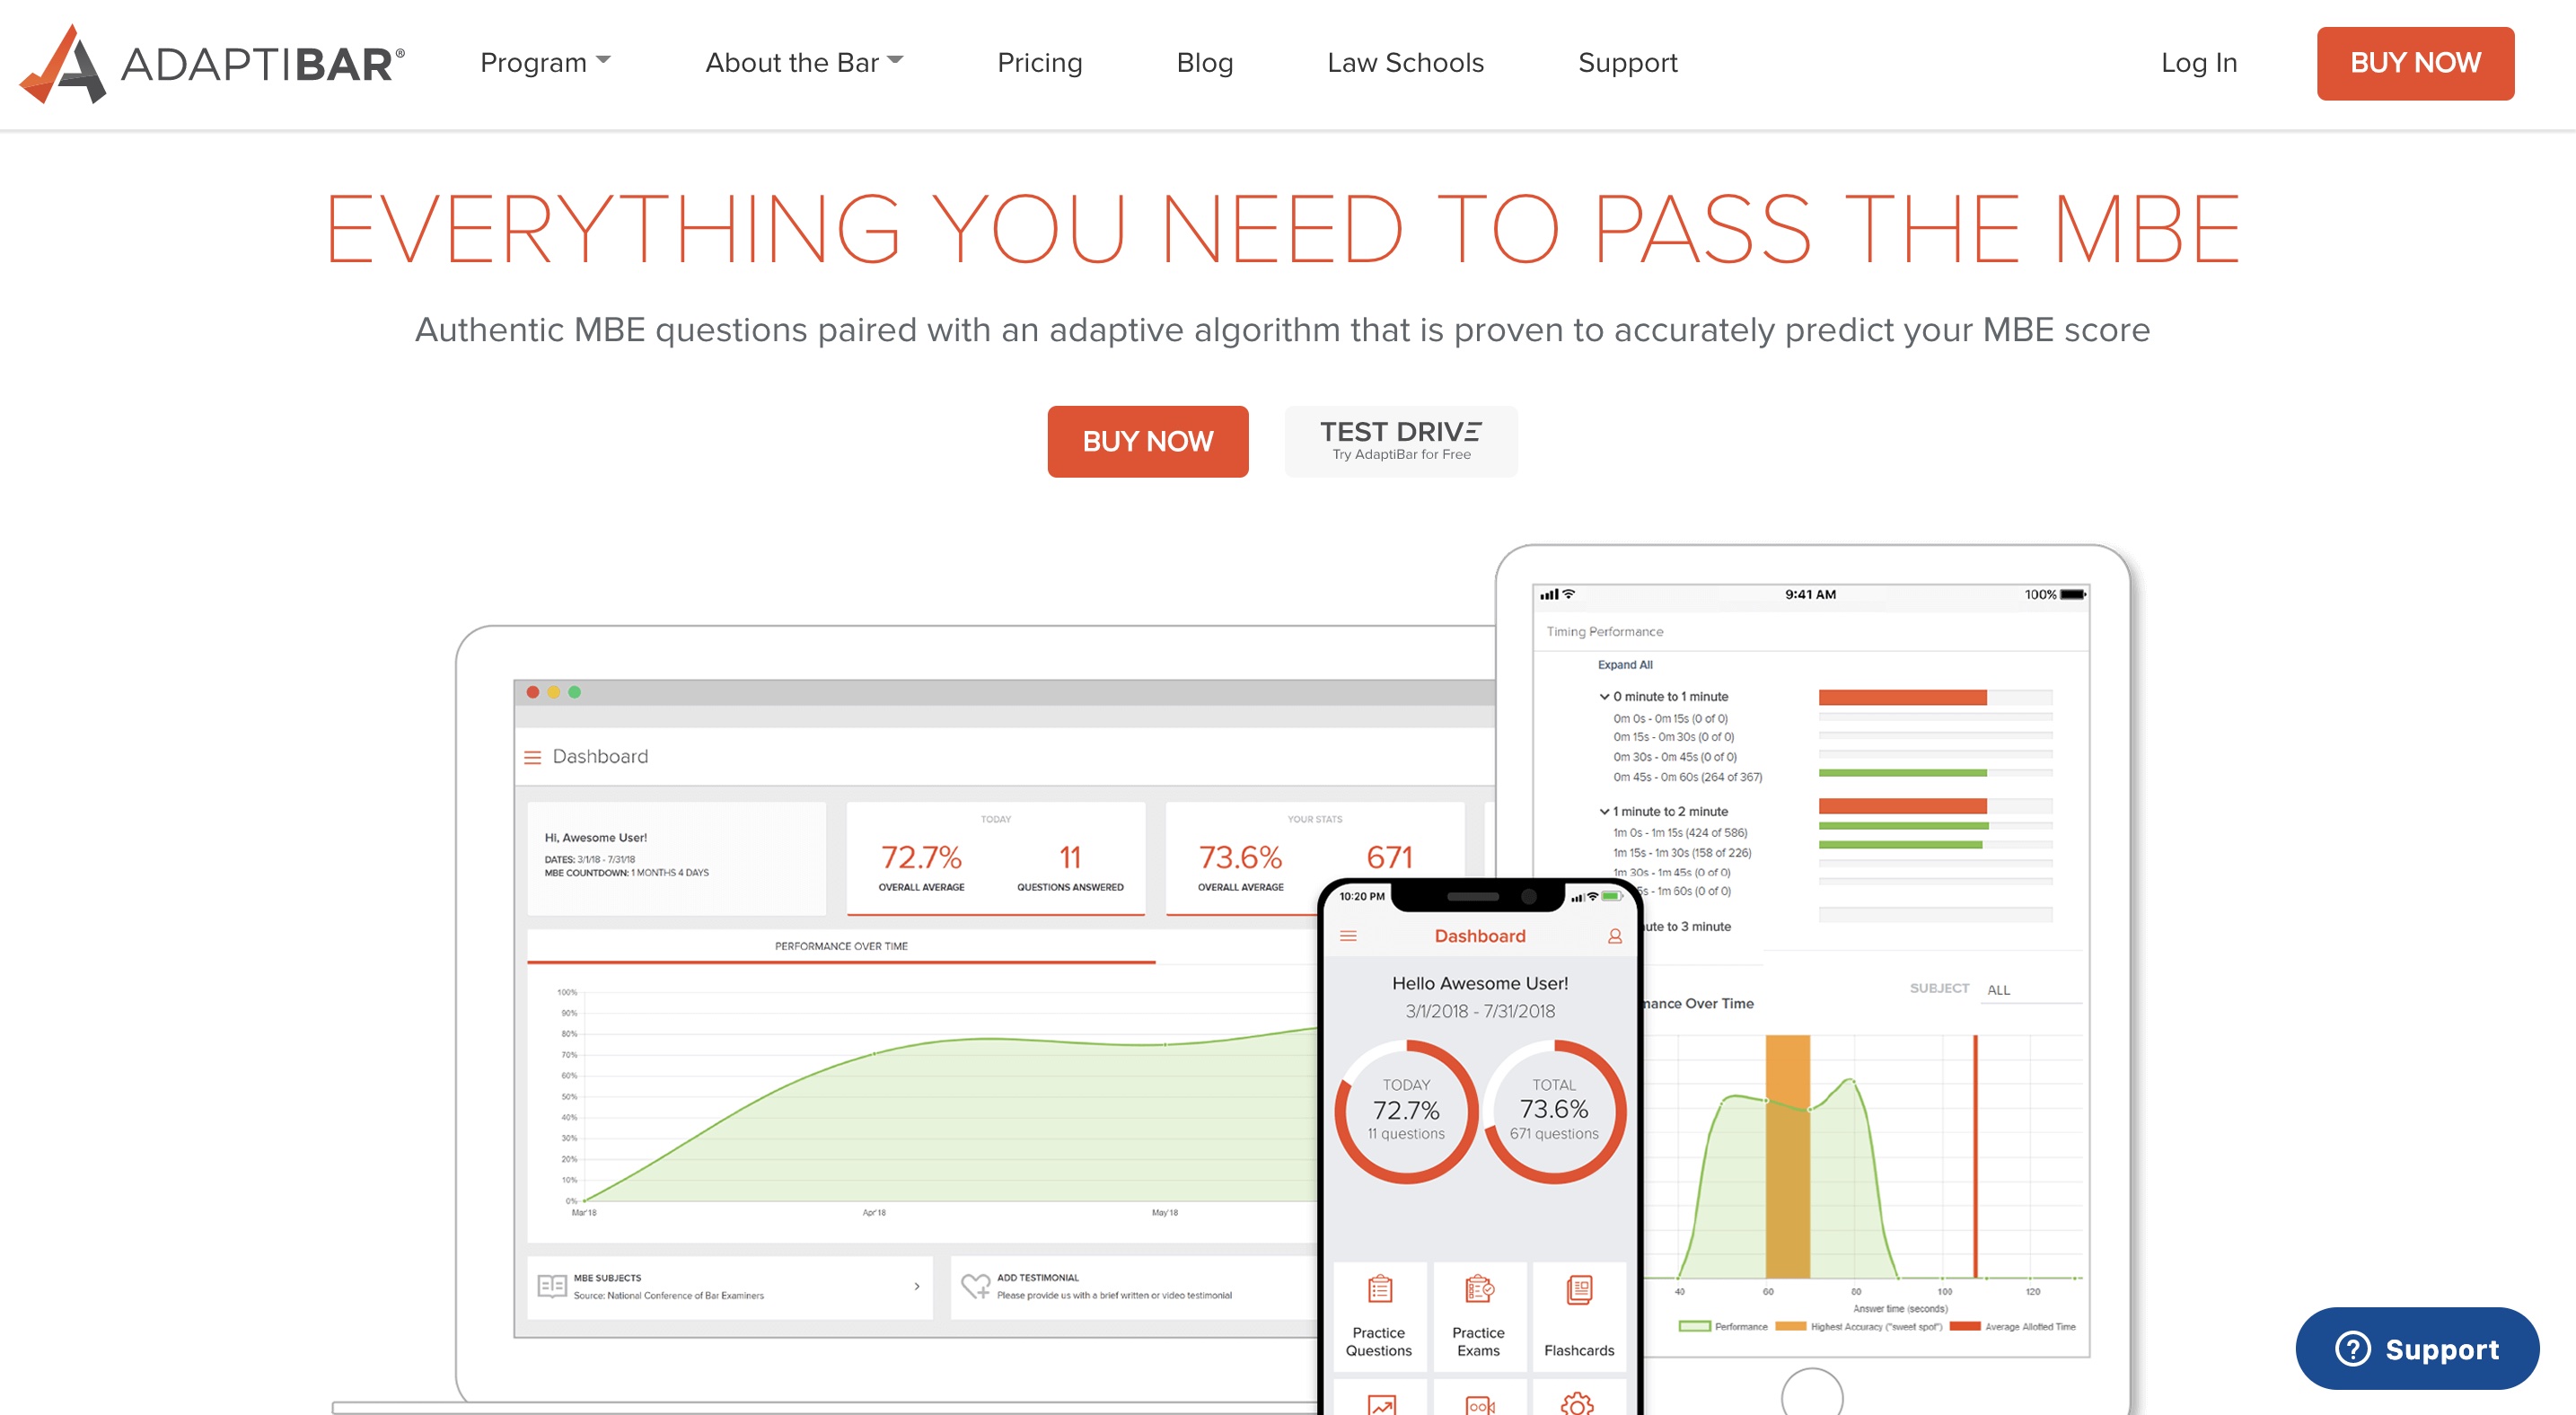 ADAPTIBAR®
Program
About the Bar
Pricing
Blog
Law Schools
Support
Log In
BUY NOW
EVERYTHING YOU NEED TO PASS THE MBE
Authentic MBE questions paired with an adaptive algorithm that is proven to accurately predict your MBE score
BUY NOW
TEST DRIVE
Try AdaptiBar for Free
Dashboard
Hi, Awesome User!
DATES: 3/1/18 - 7/31/18
MBE COUNTDOWN: 1 MONTHS 4 DAYS
TODAY
72.7%
OVERALL AVERAGE
11
QUESTIONS ANSWERED
YOUR STATS
73.6%
OVERALL AVERAGE
671
PERFORMANCE OVER TIME
100%
90%
80%
70%
60%
50%
40%
30%
20%
10%
0%
Mar'18
Apr'18
May'18
MBE SUBJECTS
Source: National Conference of Bar Examiners
ADD TESTIMONIAL
Please provide us with a brief written or video testimonial
9:41 AM
100%
Timing Performance
Expand All
0 minute to 1 minute
0m 0s - 0m 15s (0 of 0)
0m 15s - 0m 30s (0 of 0)
0m 30s - 0m 45s (0 of 0)
0m 45s - 0m 60s (264 of 367)
1 minute to 2 minute
1m 0s - 1m 15s (424 of 586)
1m 15s - 1m 30s (158 of 226)
1m 30s - 1m 45s (0 of 0)
5s - 1m 60s (0 of 0)
ute to 3 minute
SUBJECT
ALL
mance Over Time
40
60
80
100
120
Answer time (seconds)
Performance
Highest Accuracy ("sweet spot")
Average Allotted Time
10:20 PM
Dashboard
Hello Awesome User!
3/1/2018 - 7/31/2018
TODAY
72.7%
11 questions
TOTAL
73.6%
671 questions
Practice
Questions
Practice
Exams
Flashcards
Support